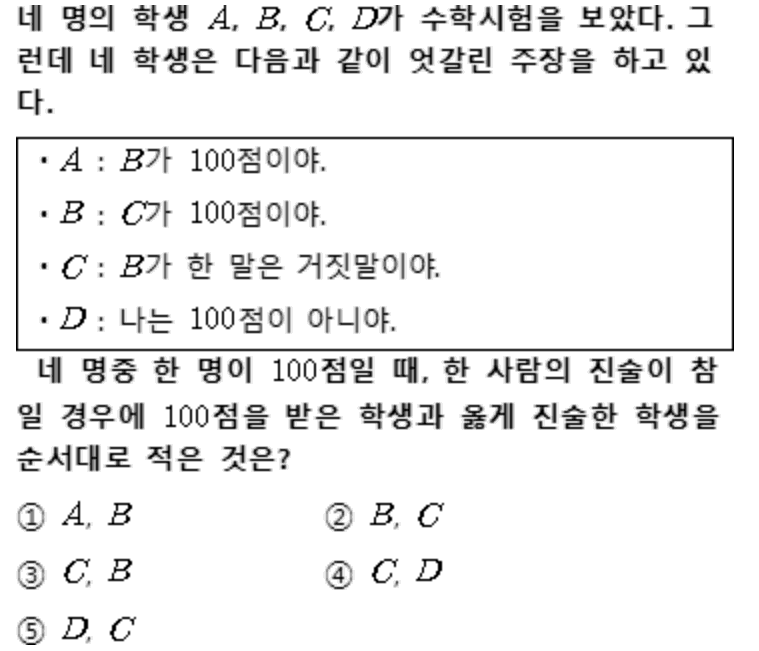 네 명의 학생 A, B, C, D가 수학시험을 보았다. 그
런데 네 학생은 다음과 같이 엇갈린 주장을 하고 있
다.
· A : B가 100점이야.
· B : C가 100점이야.
· C : B가 한 말은 거짓말이야.
· D : 나는 100점이 아니야.
네 명중 한 명이 100점일 때, 한 사람의 진술이 참
일 경우에 100점을 받은 학생과 옳게 진술한 학생을
순서대로 적은 것은?
① A, B ② B, C
③ C, B ④ C, D
⑤ D, C